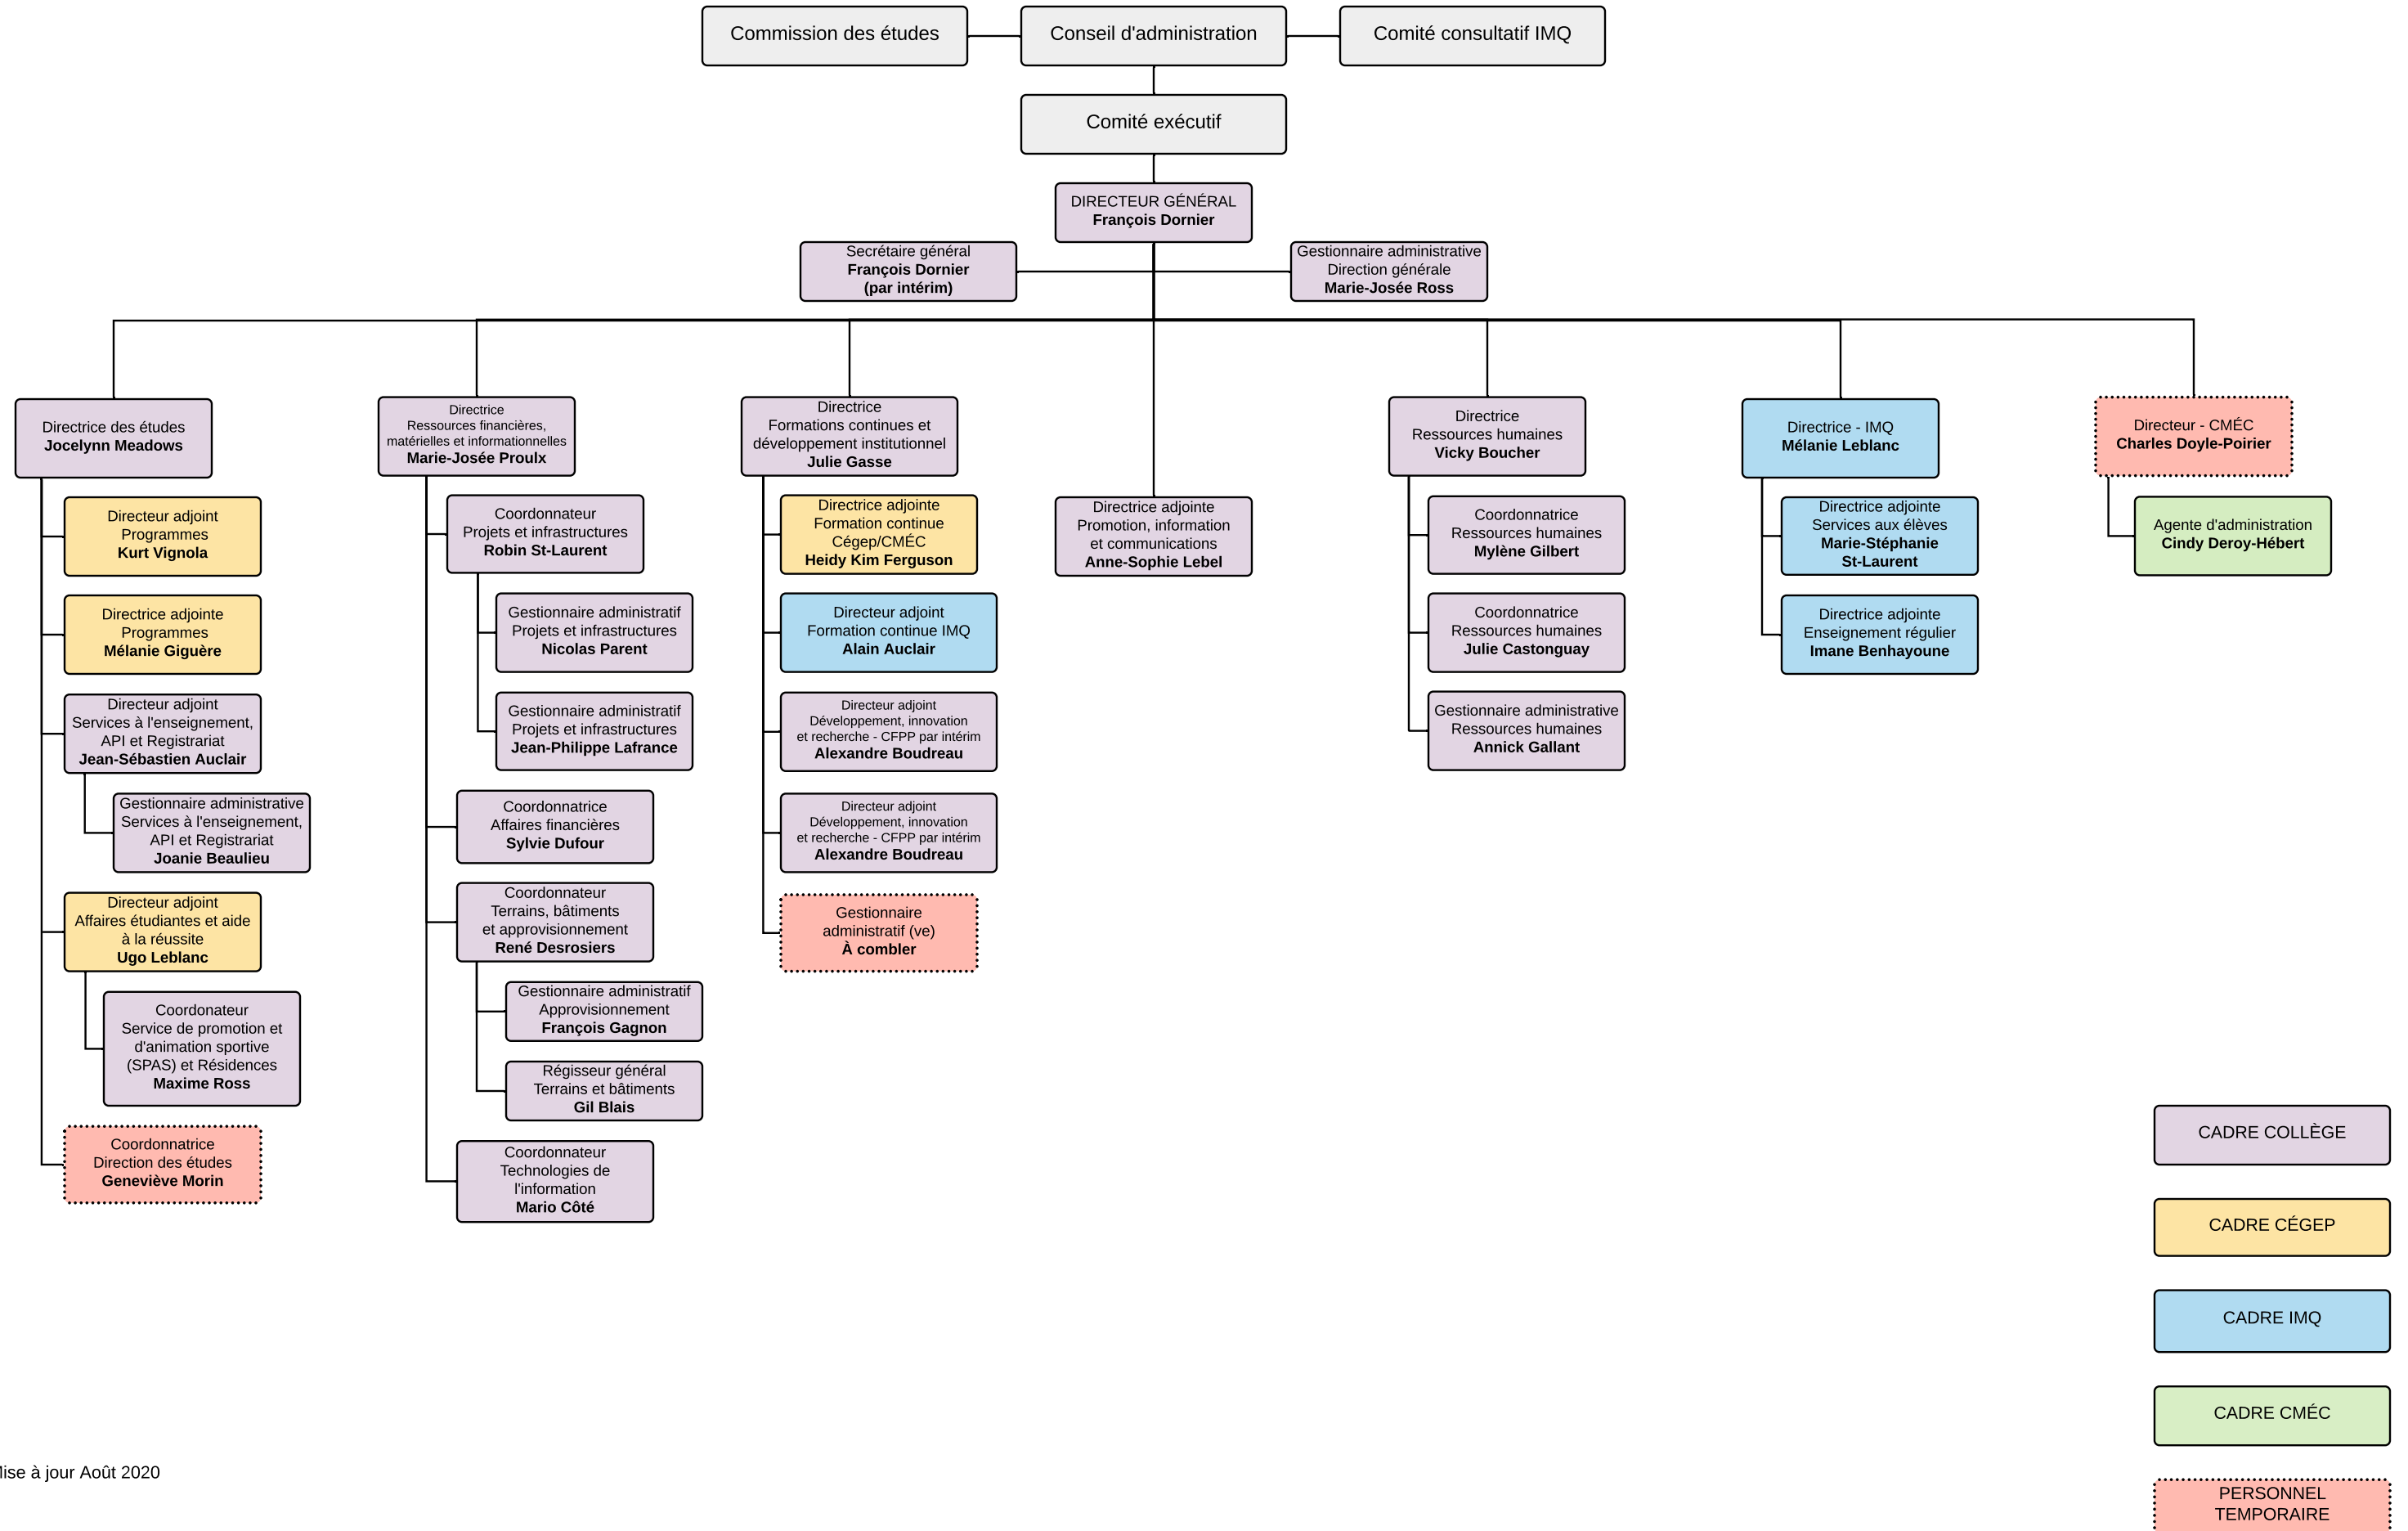 Commission des études
Conseil d'administration
Comité consultatif IMQ
Comité exécutif
DIRECTEUR GÉNÉRAL
François Dornier
Secrétaire général
François Dornier
(par intérim)
Gestionnaire administrative
Direction générale
Marie-Josée Ross
Directrice des études
Jocelynn Meadows
Directeur adjoint
Programmes
Kurt Vignola
Directrice adjointe
Programmes
Mélanie Giguère
Directeur adjoint
Services à l'enseignement,
API et Registrariat
Jean-Sébastien Auclair
Gestionnaire administrative
Services à l'enseignement,
API et Registrariat
Joanie Beaulieu
Directeur adjoint
Affaires étudiantes et aide
à la réussite
Ugo Leblanc
Coordonateur
Service de promotion et
d'animation sportive
(SPAS) et Résidences
Maxime Ross
Coordonnatrice
Direction des études
Geneviève Morin
Directrice
Ressources financières,
matérielles et informationnelles
Marie-Josée Proulx
Coordonnateur
Projets et infrastructures
Robin St-Laurent
Gestionnaire administratif
Projets et infrastructures
Nicolas Parent
Gestionnaire administratif
Projets et infrastructures
Jean-Philippe Lafrance
Coordonnatrice
Affaires financières
Sylvie Dufour
Coordonnateur
Terrains, bâtiments
et approvisionnement
René Desrosiers
Gestionnaire administratif
Approvisionnement
François Gagnon
Régisseur général
Terrains et bâtiments
Gil Blais
Coordonnateur
Technologies de
l'information
Mario Côté
Directrice
Formations continues et
développement institutionnel
Julie Gasse
Directrice adjointe
Formation continue
Cégep/CMÉC
Heidy Kim Ferguson
Directeur adjoint
Formation continue IMQ
Alain Auclair
Directeur adjoint
Développement, innovation
et recherche - CFPP par intérim
Alexandre Boudreau
Directeur adjoint
Développement, innovation
et recherche - CFPP par intérim
Alexandre Boudreau
Gestionnaire
administratif (ve)
À combler
Directrice adjointe
Promotion, information
et communications
Anne-Sophie Lebel
Directrice
Ressources humaines
Vicky Boucher
Coordonnatrice
Ressources humaines
Mylène Gilbert
Coordonnatrice
Ressources humaines
Julie Castonguay
Gestionnaire administrative
Ressources humaines
Annick Gallant
Directrice - IMQ
Mélanie Leblanc
Directrice adjointe
Services aux élèves
Marie-Stéphanie
St-Laurent
Directrice adjointe
Enseignement régulier
Imane Benhayoune
Directeur - CMÉC
Charles Doyle-Poirier
Agente d'administration
Cindy Deroy-Hébert
CADRE COLLÈGE
CADRE CÉGEP
CADRE IMQ
CADRE CMÉC
PERSONNEL
TEMPORAIRE
à jour Août 2020